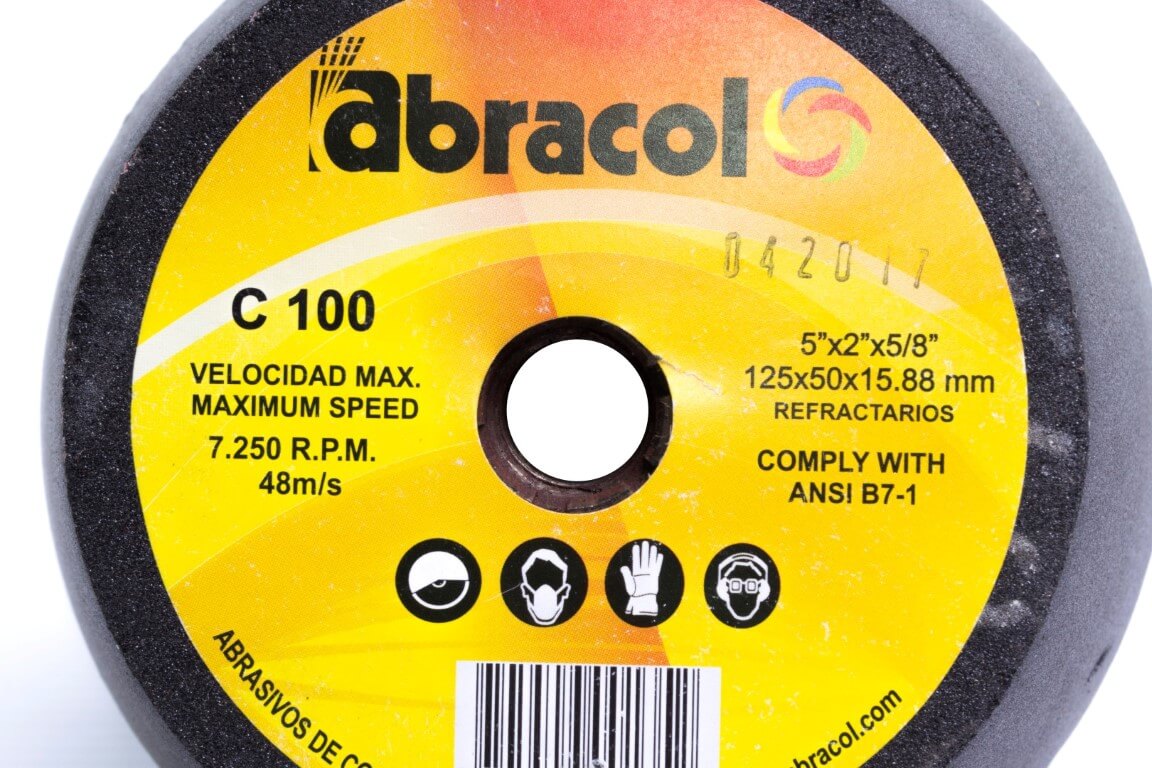 abracol
042017
C 100
VELOCIDAD MAX.
MAXIMUM SPEED
7.250 R.P.M.
48m/s
5”x2”x5/8”
125x50x15.88 mm
REFRACTARIOS
COMPLY WITH
ANSI B7-1
ABRASIVOS DE CO
bracol.com